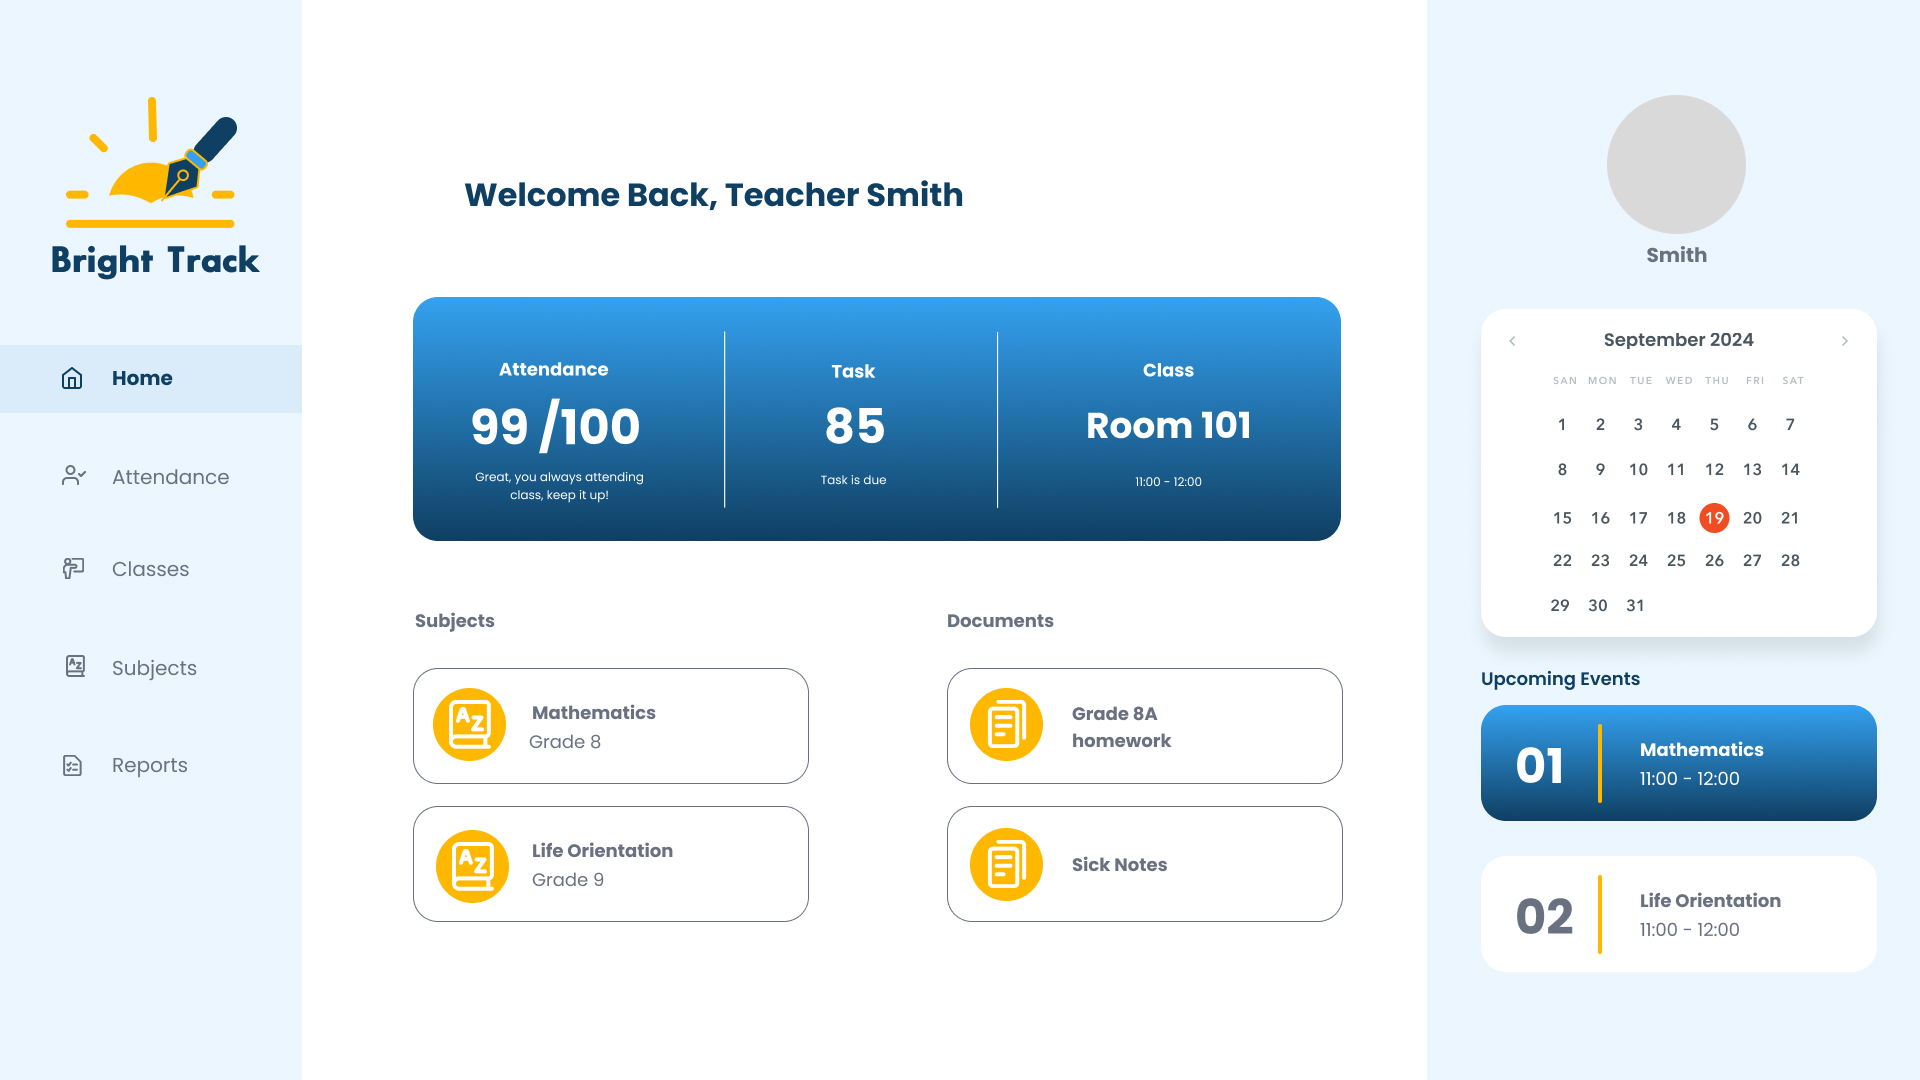 Bright Track
Home
Attendance
Classes
Subjects
Reports
Welcome Back, Teacher Smith
Attendance
99 /100
Great, you always attending
class, keep it up!
Task
85
Task is due
Class
Room 101
11:00 - 12:00
Subjects
AZ
Mathematics
Grade 8
AZ
Life Orientation
Grade 9
Documents
Grade 8A
homework
Sick Notes
Smith
September 2024
SAN MON TUE WED THU FRI SAT
1 2 3 4 5 6 7
8 9 10 11 12 13 14
15 16 17 18 19 20 21
22 23 24 25 26 27 28
29 30 31
Upcoming Events
01
Mathematics
11:00 - 12:00
02
Life Orientation
11:00 - 12:00